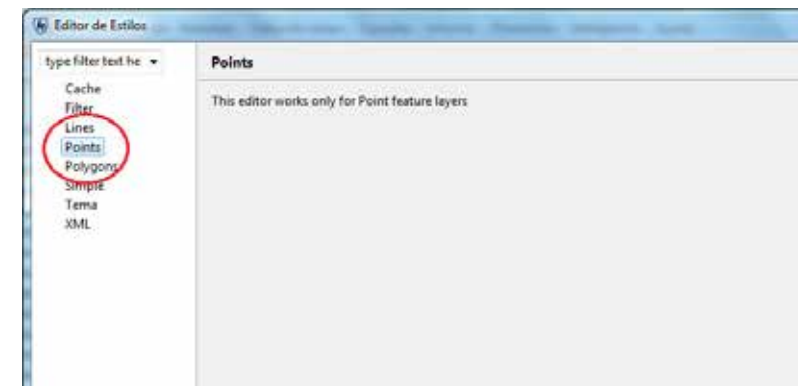 Editor de Estilos
type filter text he
Cache
Filter
Lines
Points
Polygons
Simple
Tema
XML
Points
This editor works only for Point feature layers